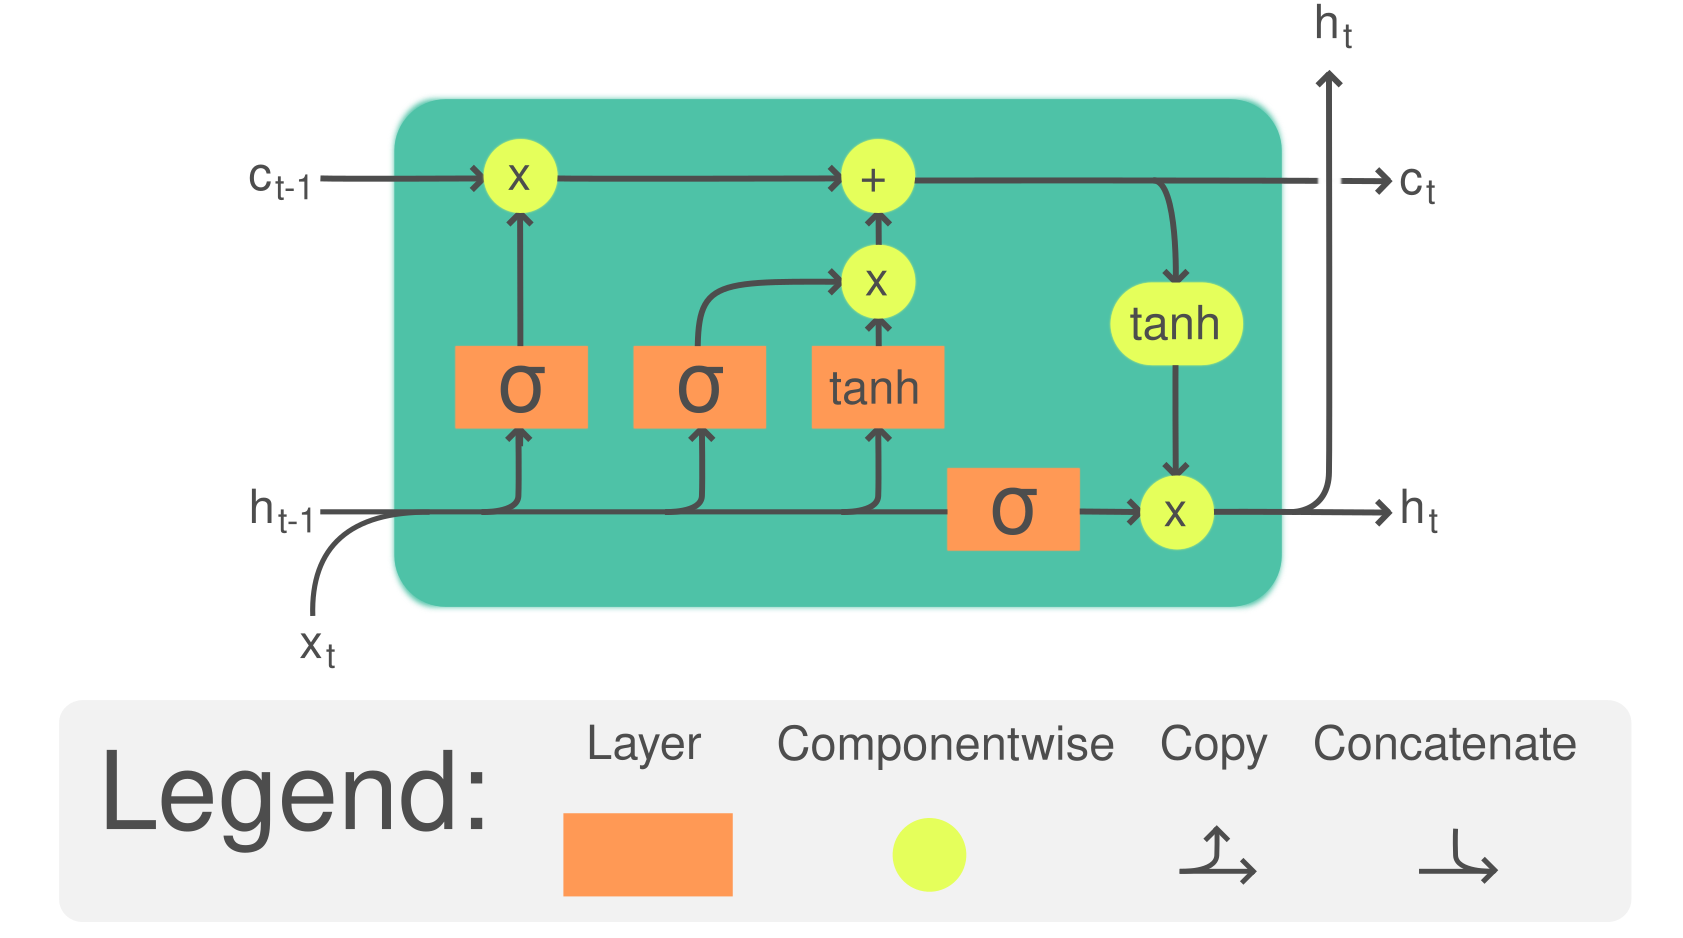 h_t
c_{t-1}
x
+
c_t
x
tanh
σ
σ
tanh
h_{t-1}
σ
x
h_t
x_t
Legend:
Layer
Componentwise
Copy
Concatenate